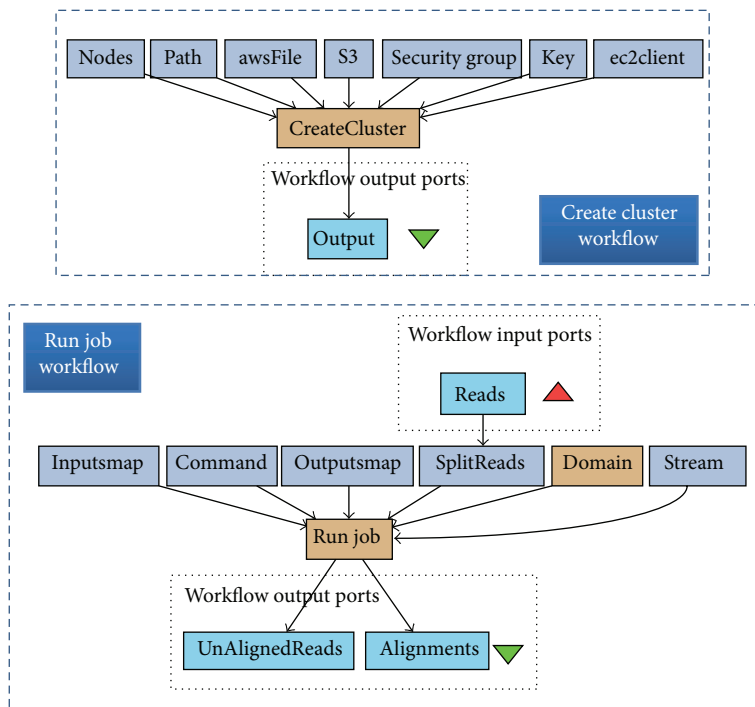 Nodes
Path
awsFile
S3
Security group
Key
ec2client
CreateCluster
Workflow output ports
Output
Create cluster
workflow
Run job
workflow
Workflow input ports
Reads
Inputsmap
Command
Outputsmap
SplitReads
Domain
Stream
Run job
Workflow output ports
UnAlignedReads
Alignments